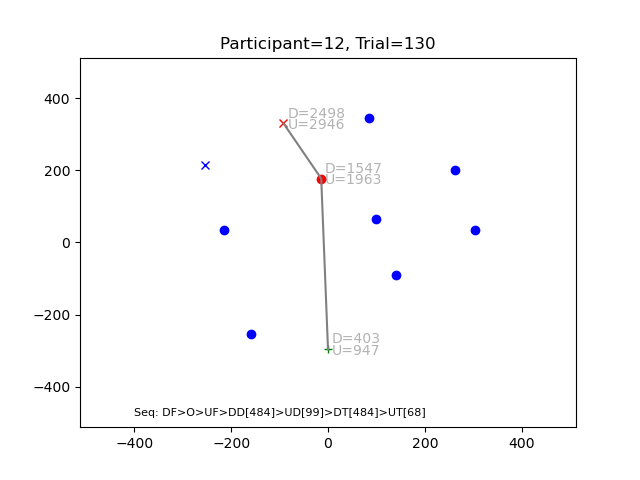 Participant=12, Trial=130
400
200
0
−200
−400
D=2498
U=2946
D=1547
U=1963
D=403
U=947
Seq: DF>O>UF>DD[484]>UD[99]>DT[484]>UT[68]
−400 −200 0 200 400